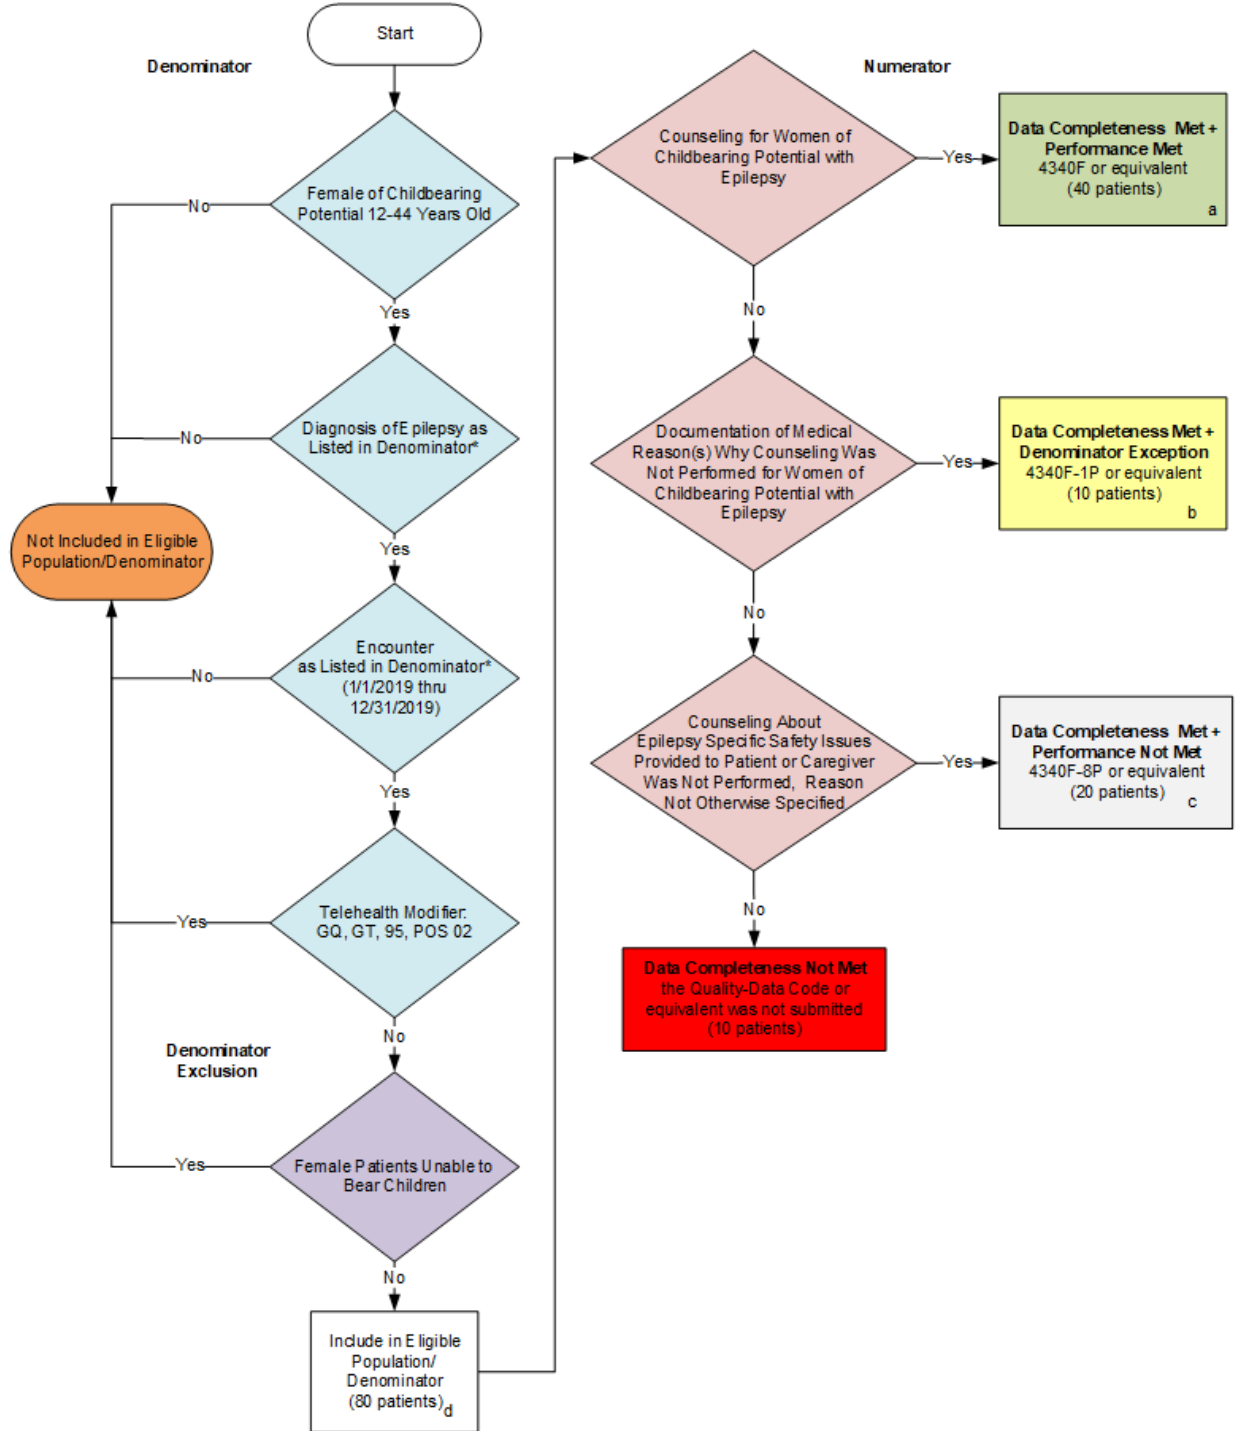 Start
Denominator
Female of Childbearing
Potential 12-44 Years Old
No
Yes
Diagnosis of Epilepsy as
Listed in Denominator*
No
Yes
Not Included in Eligible
Population/Denominator
Encounter
as Listed in Denominator*
(1/1/2019 thru
12/31/2019)
No
Yes
Telehealth Modifier:
GQ, GT, 95, POS 02
Yes
No
Denominator
Exclusion
Female Patients Unable to
Bear Children
Yes
No
Include in Eligible
Population/
Denominator
(80 patients)
d
Numerator
Counseling for Women of
Childbearing Potential with
Epilepsy
Yes
Data Completeness Met +
Performance Met
4340F or equivalent
(40 patients)
a
No
Documentation of Medical
Reason(s) Why Counseling Was
Not Performed for Women of
Childbearing Potential with
Epilepsy
Yes
Data Completeness Met +
Denominator Exception
4340F-1P or equivalent
(10 patients)
b
No
Counseling About
Epilepsy Specific Safety Issues
Provided to Patient or Caregiver
Was Not Performed, Reason
Not Otherwise Specified
Yes
Data Completeness Met +
Performance Not Met
4340F-8P or equivalent
(20 patients)
c
No
Data Completeness Not Met
the Quality-Data Code or
equivalent was not submitted
(10 patients)